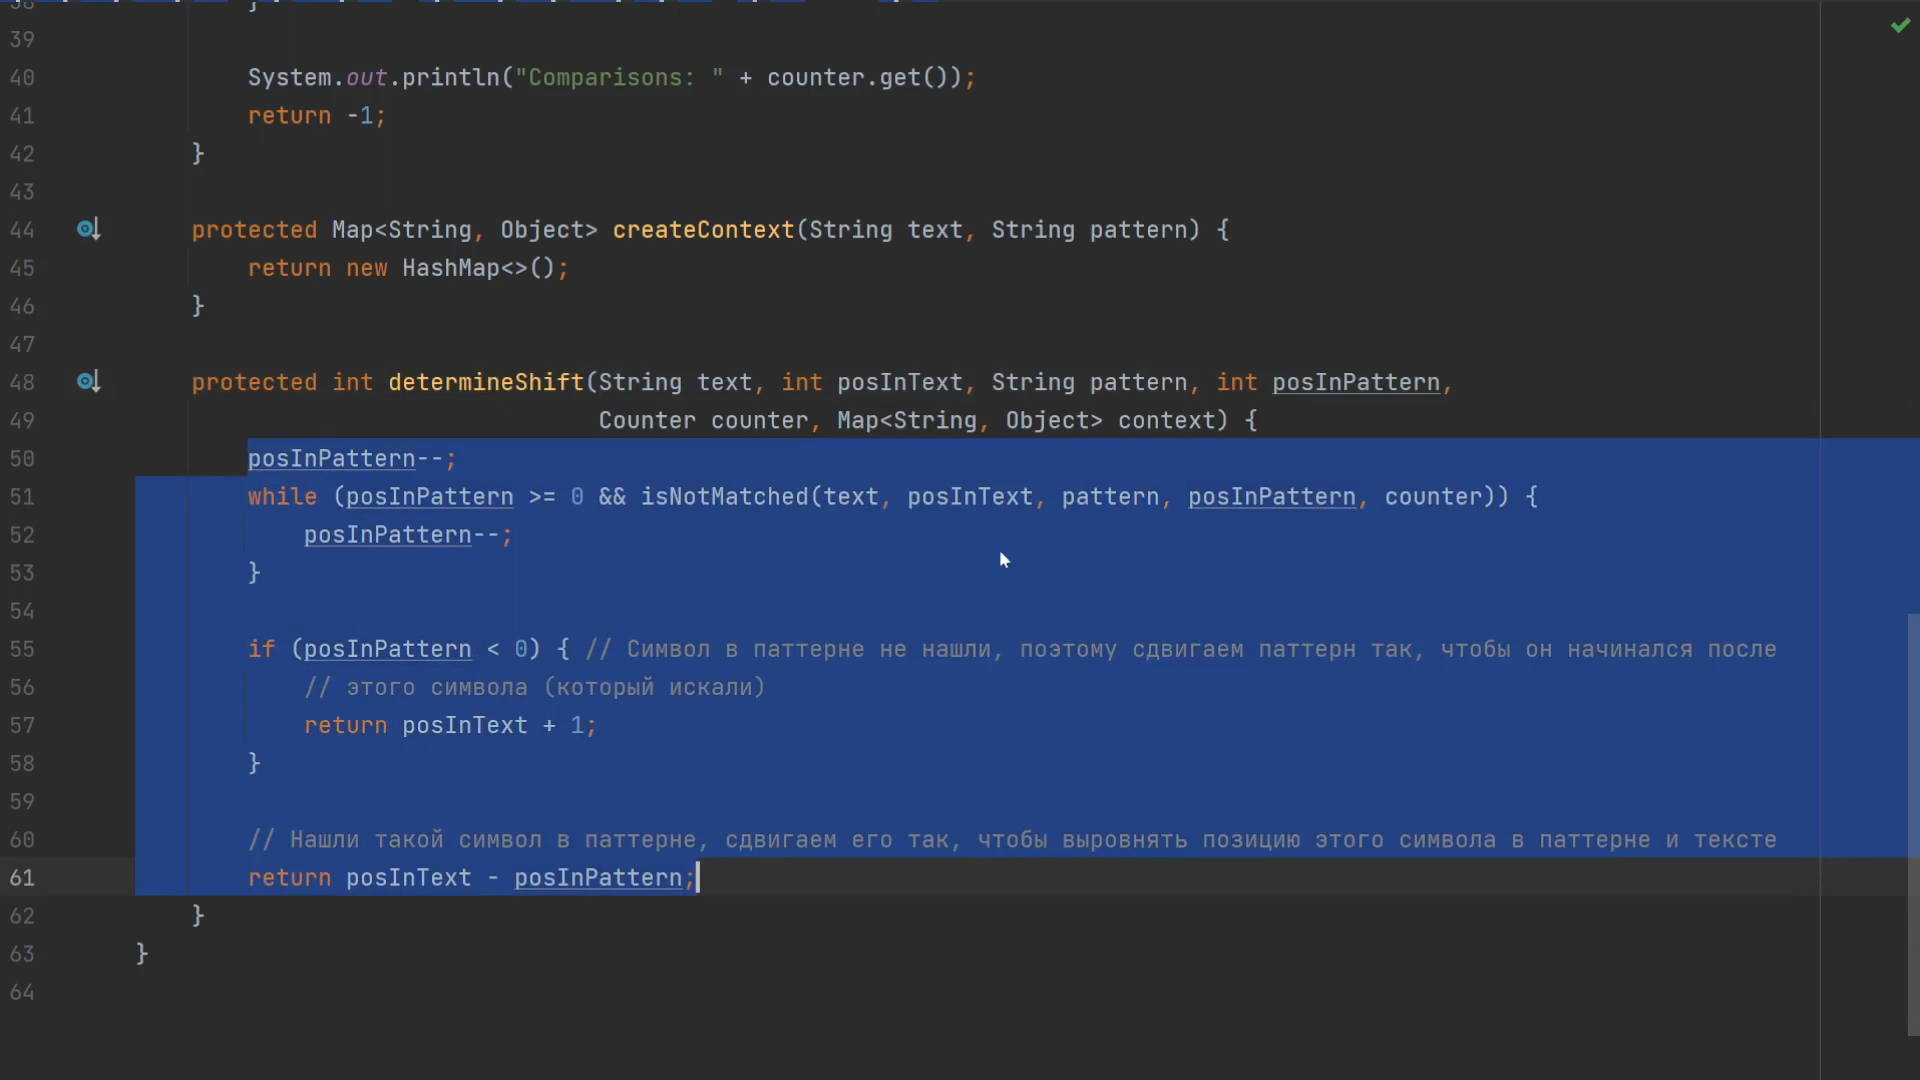 39
40 System.out.println("Comparisons: " + counter.get());
41 return -1;
42 }
43
44 protected Map<String, Object> createContext(String text, String pattern) {
45 return new HashMap<>();
46 }
47
48 protected int determineShift(String text, int posInText, String pattern, int posInPattern,
49 Counter counter, Map<String, Object> context) {
50 posInPattern--;
51 while (posInPattern >= 0 && isNotMatched(text, posInText, pattern, posInPattern, counter)) {
52 posInPattern--;
53 }
54
55 if (posInPattern < 0) { // Символ в паттерне не нашли, поэтому сдвигаем паттерн так, чтобы он начинался после
56 // этого символа (который искали)
57 return posInText + 1;
58 }
59
60 // Нашли такой символ в паттерне, сдвигаем его так, чтобы выровнять позицию этого символа в паттерне и тексте
61 return posInText - posInPattern;
62 }
63 }
64